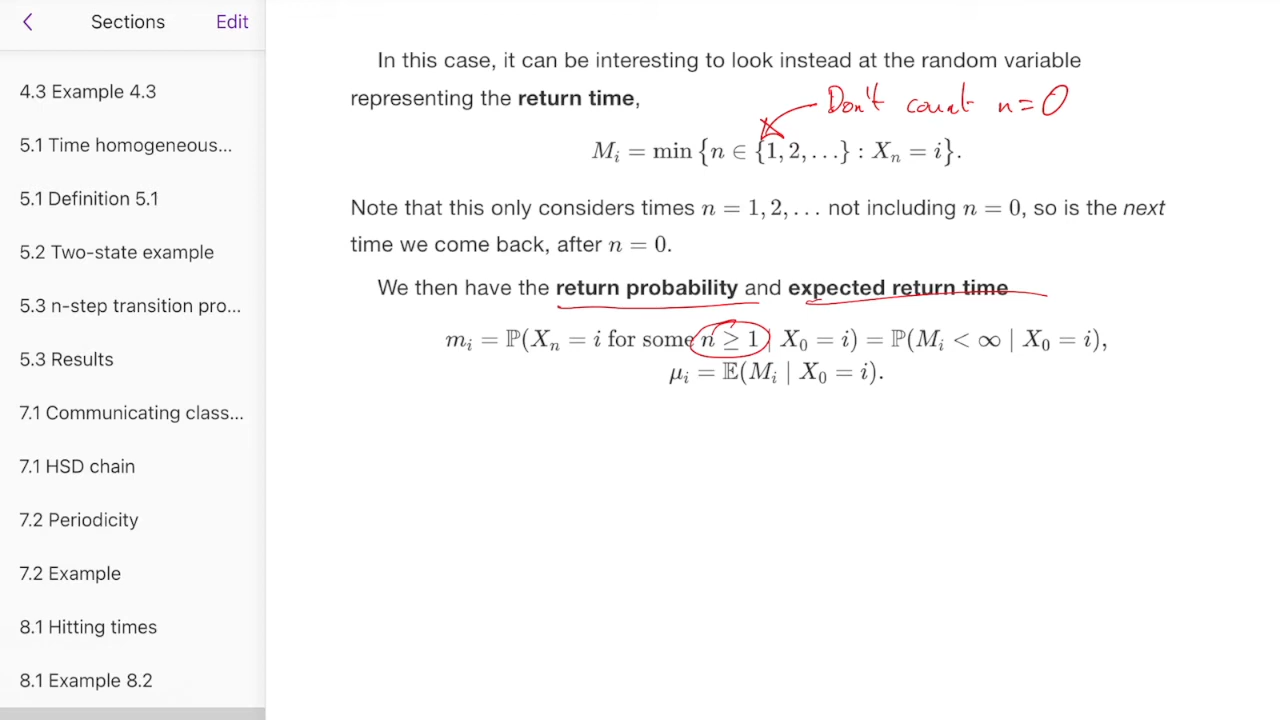 Sections
Edit
4.3 Example 4.3
5.1 Time homogeneous...
5.1 Definition 5.1
5.2 Two-state example
5.3 n-step transition pro...
5.3 Results
7.1 Communicating class...
7.1 HSD chain
7.2 Periodicity
7.2 Example
8.1 Hitting times
8.1 Example 8.2
In this case, it can be interesting to look instead at the random variable
representing the return time,
Don't count n=0
M_i = min {n ∈ {1, 2, …} : X_n = i}.
Note that this only considers times n = 1, 2, … not including n = 0, so is the next
time we come back, after n = 0.
We then have the return probability and expected return time
m_i = ℙ(X_n = i for some n ≥ 1 | X_0 = i) = ℙ(M_i < ∞ | X_0 = i),
μ_i = 𝔼(M_i | X_0 = i).